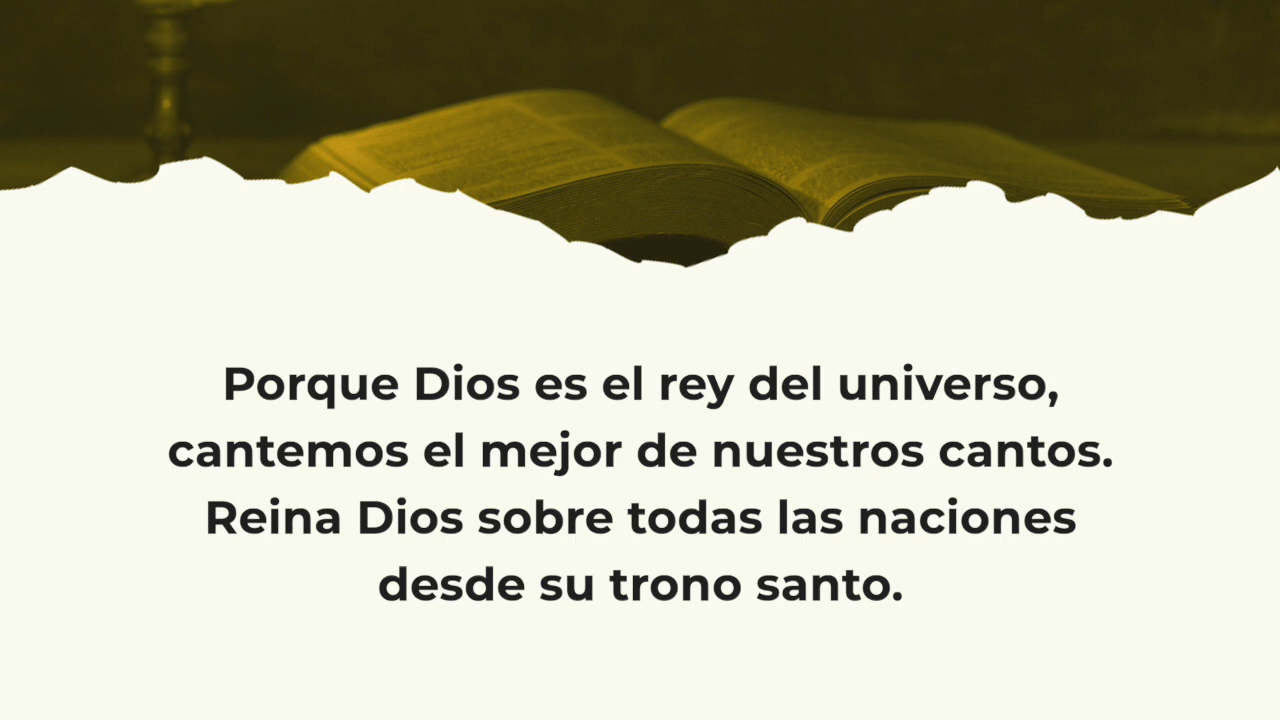 Porque Dios es el rey del universo,
cantemos el mejor de nuestros cantos.
Reina Dios sobre todas las naciones
desde su trono santo.